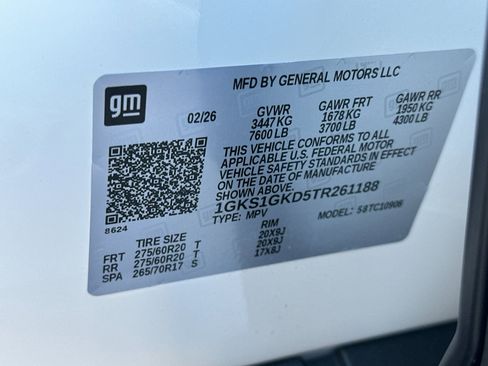 MFD BY GENERAL MOTORS LLC
gm
02/26
GVWR GAWR FRT GAWR RR
3447 KG 1678 KG 1950 KG
7600 LB 3700 LB 4300 LB
THIS VEHICLE CONFORMS TO ALL
APPLICABLE U.S. FEDERAL MOTOR
VEHICLE SAFETY STANDARDS IN EFFECT
ON THE DATE OF MANUFACTURE
1GKS1GKD5TR261188
TYPE: MPV MODEL: 58TC10906
8624
TIRE SIZE RIM
FRT 275/60R20 T 20X9J
RR 275/60R20 T 20X9J
SPA 265/70R17 S 17X8J